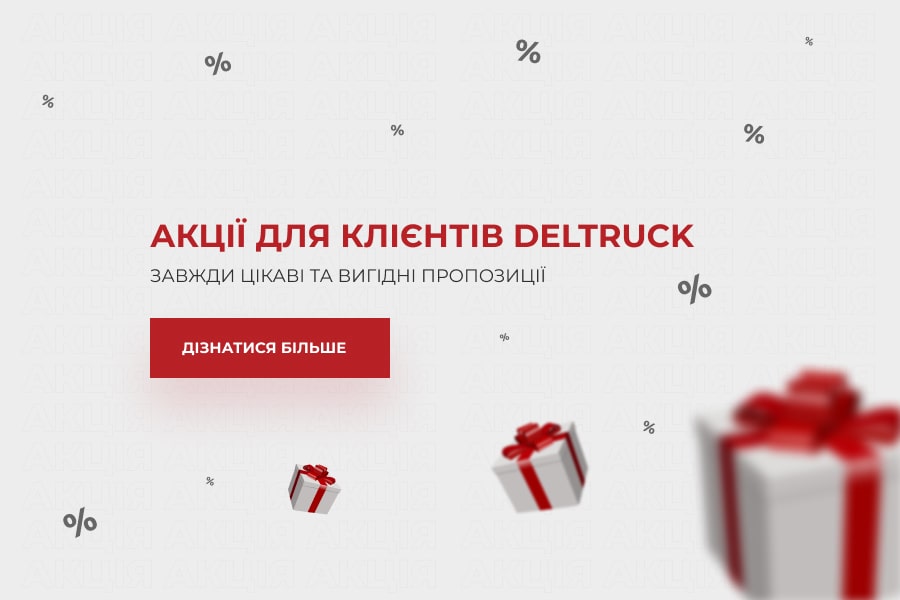 АКЦІЇ ДЛЯ КЛІЄНТІВ DELTRUCK
ЗАВЖДИ ЦІКАВІ ТА ВИГІДНІ ПРОПОЗИЦІЇ
ДІЗНАТИСЯ БІЛЬШЕ